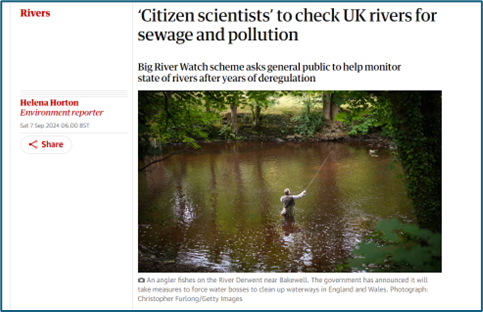 Rivers
‘Citizen scientists’ to check UK rivers for
sewage and pollution
Big River Watch scheme asks general public to help monitor
state of rivers after years of deregulation
Helena Horton
Environment reporter
Sat 7 Sep 2024 06.00 BST
Share
An angler fishes on the River Derwent near Bakewell. The government has announced it will
take measures to force water bosses to clean up waterways in England and Wales. Photograph:
Christopher Furlong/Getty Images